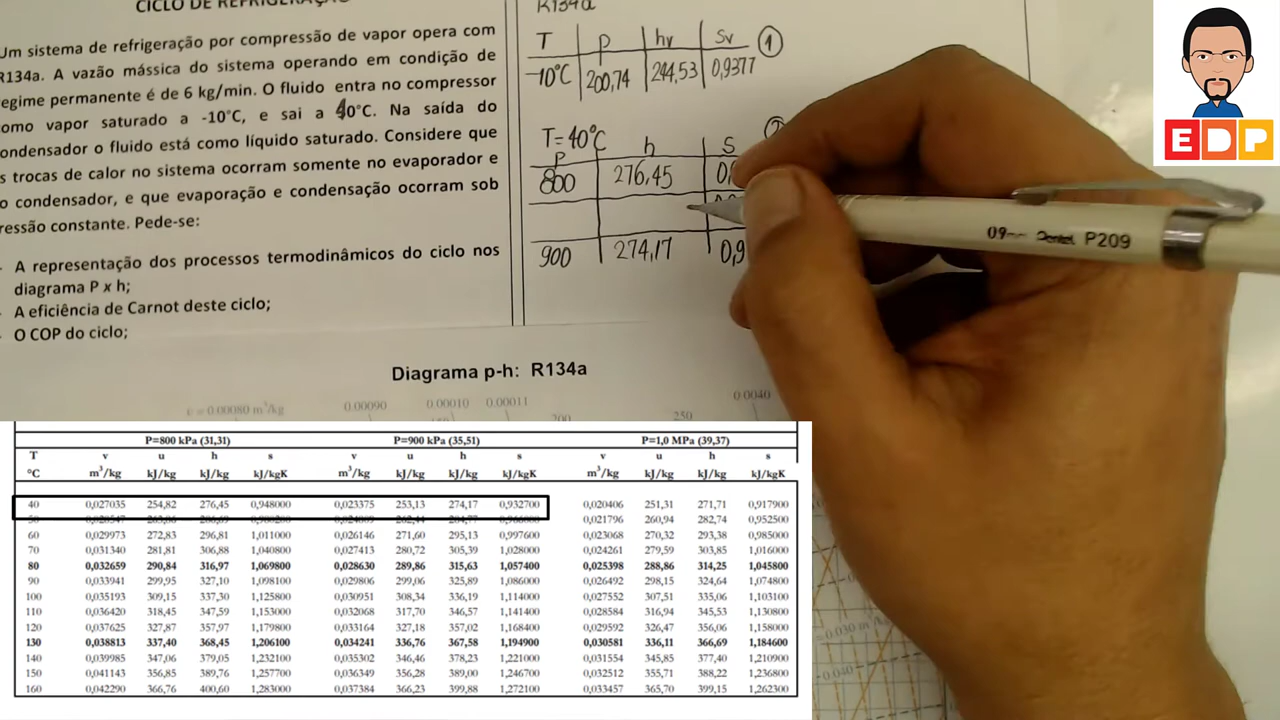 CICLO DE REFRIGERAÇÃO
Um sistema de refrigeração por compressão de vapor opera com
R134a. A vazão mássica do sistema operando em condição de
regime permanente é de 6 kg/min. O fluido entra no compressor
como vapor saturado a -10°C, e sai a 40°C. Na saída do
condensador o fluido está como líquido saturado. Considere que
s trocas de calor no sistema ocorram somente no evaporador e
o condensador, e que evaporação e condensação ocorram sob
ressão constante. Pede-se:
- A representação dos processos termodinâmicos do ciclo nos
diagrama P x h;
- A eficiência de Carnot deste ciclo;
- O COP do ciclo;
R134a
T p hv Sv 1
-10°C 200,74 244,53 0,9377
T=40°C
P h S
800 276,45 0,
900 274,17 0,9
0.9mm Pentel P209
EDP
Diagrama p-h: R134a
v = 0.00080 m³/kg 0.00090 0.00010 0.00011 250 0.0040
P=800 kPa (31,31) P=900 kPa (35,51) P=1,0 MPa (39,37)
T v u h s v u h s v u h s
°C m³/kg kJ/kg kJ/kg kJ/kgK m³/kg kJ/kg kJ/kg kJ/kgK m³/kg kJ/kg kJ/kg kJ/kgK
40 0,027035 254,82 276,45 0,948000 0,023375 253,13 274,17 0,932700 0,020406 251,31 271,71 0,917900
0,021796 260,94 282,74 0,952500
60 0,029973 272,83 296,81 1,011000 0,026146 271,60 295,13 0,997600 0,023068 270,32 293,38 0,985000
70 0,031340 281,81 306,88 1,040800 0,027413 280,72 305,39 1,028000 0,024261 279,59 303,85 1,016000
80 0,032659 290,84 316,97 1,069800 0,028630 289,86 315,63 1,057400 0,025398 288,86 314,25 1,045800
90 0,033941 299,95 327,10 1,098100 0,029806 299,06 325,89 1,086000 0,026492 298,15 324,64 1,074800
100 0,035193 309,15 337,30 1,125800 0,030951 308,34 336,19 1,114000 0,027552 307,51 335,06 1,103100
110 0,036420 318,45 347,59 1,153000 0,032068 317,70 346,57 1,141400 0,028584 316,94 345,53 1,130800
120 0,037625 327,87 357,97 1,179800 0,033164 327,18 357,02 1,168400 0,029592 326,47 356,06 1,158000
130 0,038813 337,40 368,45 1,206100 0,034241 336,76 367,58 1,194900 0,030581 336,11 366,69 1,184600
140 0,039985 347,06 379,05 1,232100 0,035302 346,46 378,23 1,221000 0,031554 345,85 377,40 1,210900
150 0,041143 356,85 389,76 1,257700 0,036349 356,28 389,00 1,246700 0,032512 355,71 388,22 1,236800
160 0,042290 366,76 400,60 1,283000 0,037384 366,23 399,88 1,272100 0,033457 365,70 399,15 1,262300